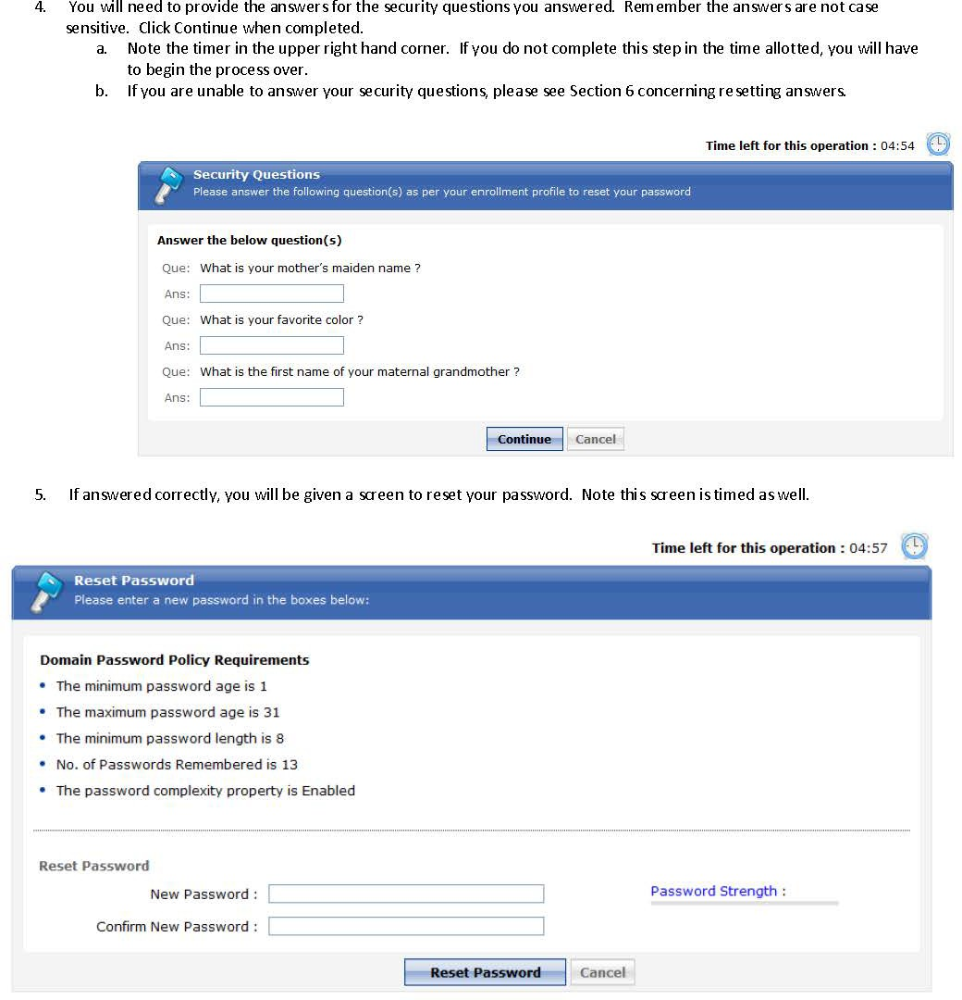 4. You will need to provide the answers for the security questions you answered. Remember the answers are not case
sensitive. Click Continue when completed.
a. Note the timer in the upper right hand corner. If you do not complete this step in the time allotted, you will have
to begin the process over.
b. If you are unable to answer your security questions, please see Section 6 concerning resetting answers.
Time left for this operation : 04:54
Security Questions
Please answer the following question(s) as per your enrollment profile to reset your password
Answer the below question(s)
Que: What is your mother's maiden name ?
Ans:
Que: What is your favorite color ?
Ans:
Que: What is the first name of your maternal grandmother ?
Ans:
Continue Cancel
5. If answered correctly, you will be given a screen to reset your password. Note this screen is timed as well.
Time left for this operation : 04:57
Reset Password
Please enter a new password in the boxes below:
Domain Password Policy Requirements
• The minimum password age is 1
• The maximum password age is 31
• The minimum password length is 8
• No. of Passwords Remembered is 13
• The password complexity property is Enabled
Reset Password
New Password : Password Strength :
Confirm New Password :
Reset Password Cancel